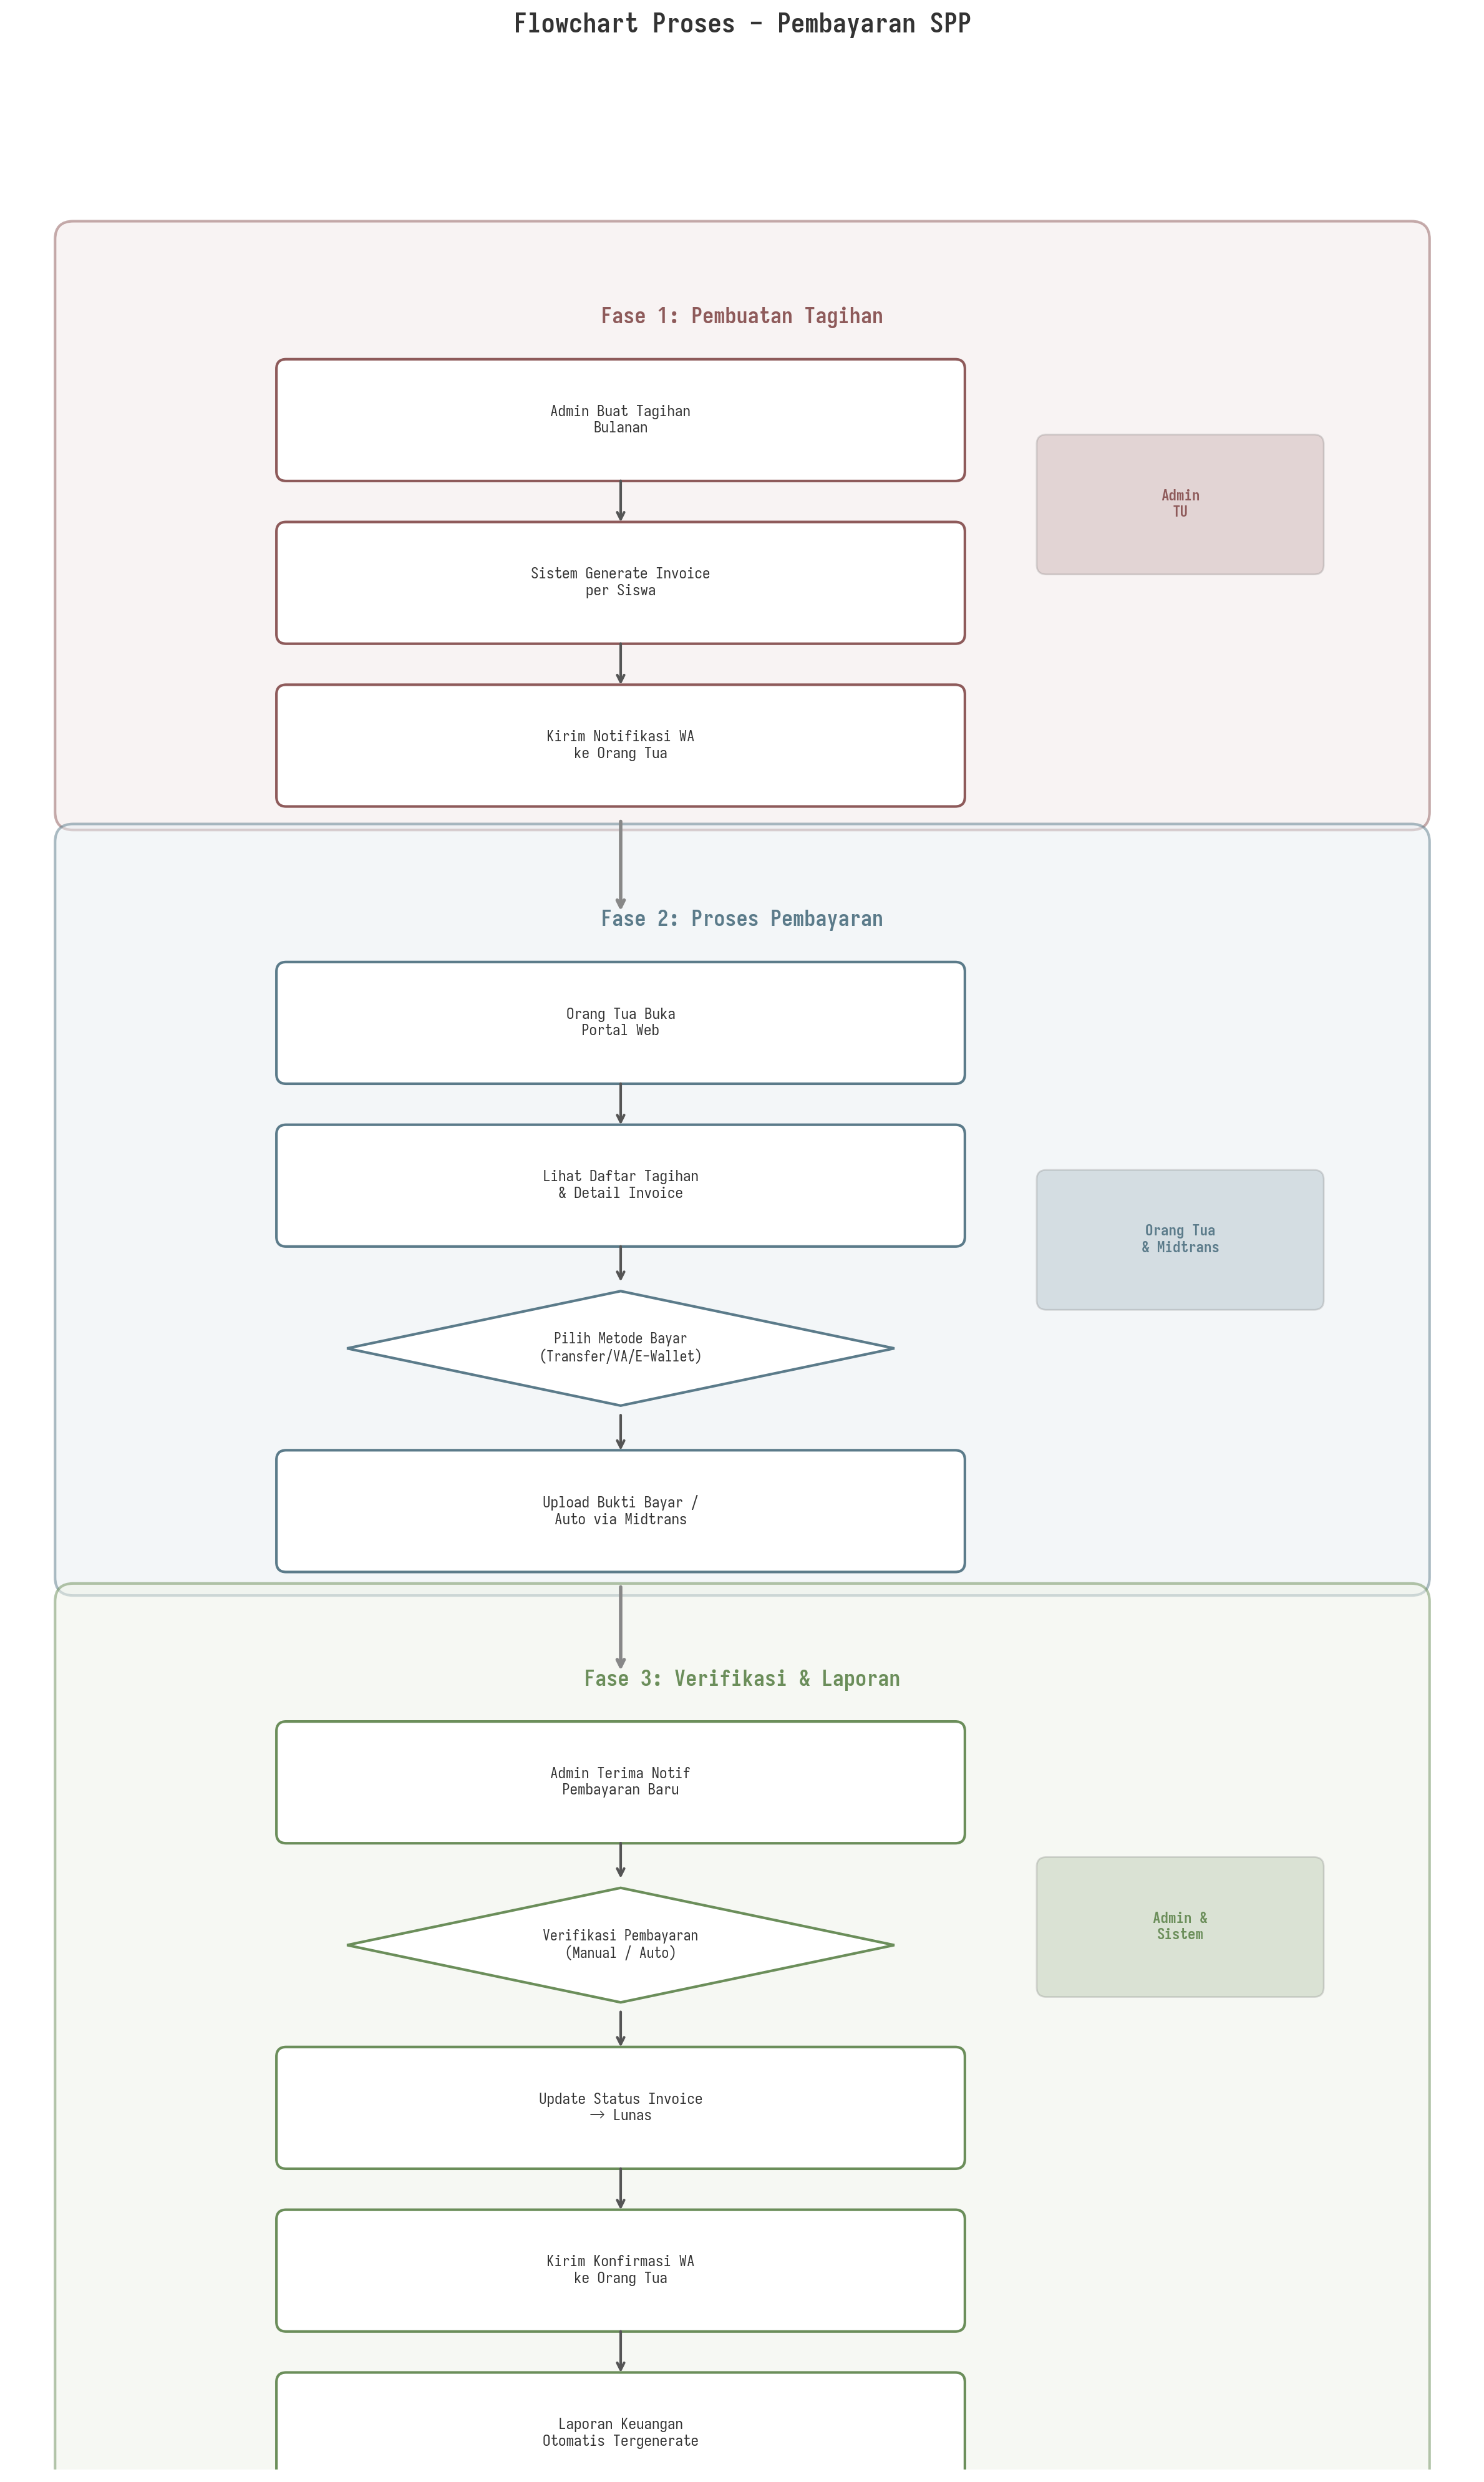 Flowchart Proses - Pembayaran SPP
Fase 1: Pembuatan Tagihan
Admin Buat Tagihan
Bulanan
Admin
TU
Sistem Generate Invoice
per Siswa
Kirim Notifikasi WA
ke Orang Tua
Fase 2: Proses Pembayaran
Orang Tua Buka
Portal Web
Lihat Daftar Tagihan
& Detail Invoice
Orang Tua
& Midtrans
Pilih Metode Bayar
(Transfer/VA/E-Wallet)
Upload Bukti Bayar /
Auto via Midtrans
Fase 3: Verifikasi & Laporan
Admin Terima Notif
Pembayaran Baru
Verifikasi Pembayaran
(Manual / Auto)
Admin &
Sistem
Update Status Invoice
→ Lunas
Kirim Konfirmasi WA
ke Orang Tua
Laporan Keuangan
Otomatis Tergenerate